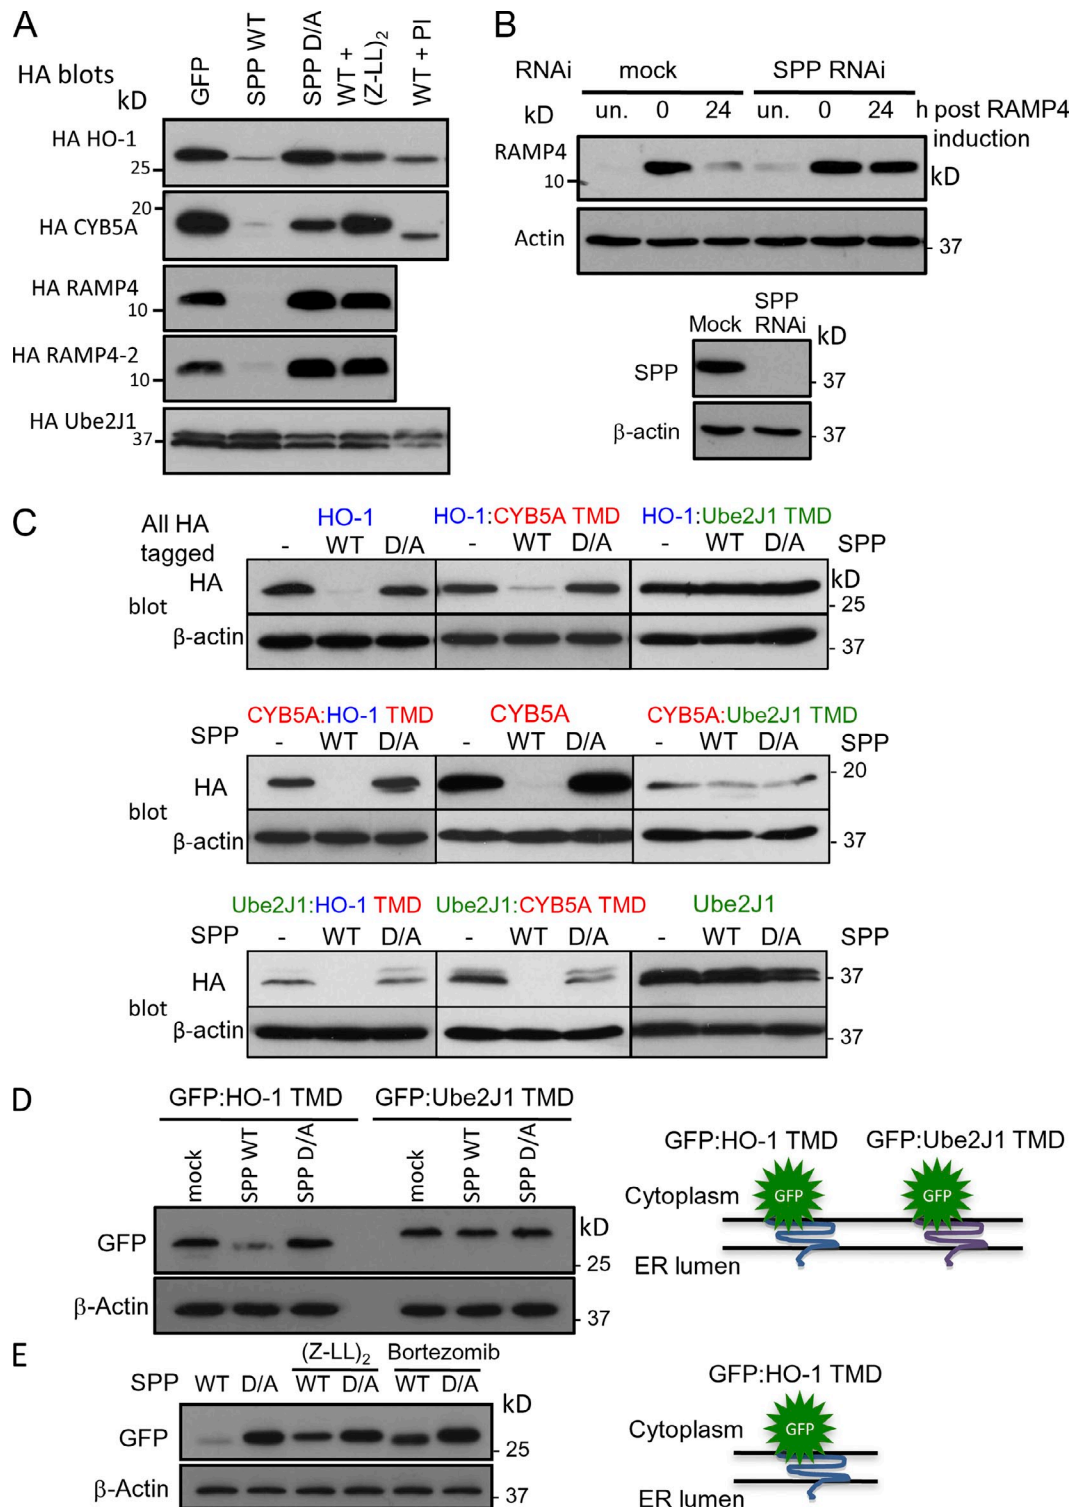 A
HA blots
kD
GFP
SPP WT
SPP D/A
WT +
(Z-LL)2
WT + PI
HA HO-1
25
20
HA CYB5A
HA RAMP4
10
HA RAMP4-2
10
HA Ube2J1
37
B
RNAi mock SPP RNAi
kD un. 0 24 un. 0 24 h post RAMP4
induction
RAMP4
kD
10
Actin
37
Mock SPP
RNAi
kD
SPP
37
β-actin
37
C
All HA
tagged
HO-1 HO-1:CYB5A TMD HO-1:Ube2J1 TMD
- WT D/A - WT D/A - WT D/A SPP
HA
kD
25
blot
β-actin
37
CYB5A:HO-1 TMD CYB5A CYB5A:Ube2J1 TMD
SPP - WT D/A - WT D/A - WT D/A SPP
20
HA
blot
β-actin
37
Ube2J1:HO-1 TMD Ube2J1:CYB5A TMD Ube2J1
SPP - WT D/A - WT D/A - WT D/A SPP
HA
37
blot
β-actin
37
D
GFP:HO-1 TMD GFP:Ube2J1 TMD
mock
SPP WT
SPP D/A
mock
SPP WT
SPP D/A
kD
GFP
25
β-Actin
37
GFP:HO-1 TMD GFP:Ube2J1 TMD
Cytoplasm GFP GFP
ER lumen
E
(Z-LL)2 Bortezomib
SPP WT D/A WT D/A WT D/A
kD
GFP
25
β-Actin
37
GFP:HO-1 TMD
Cytoplasm GFP
ER lumen